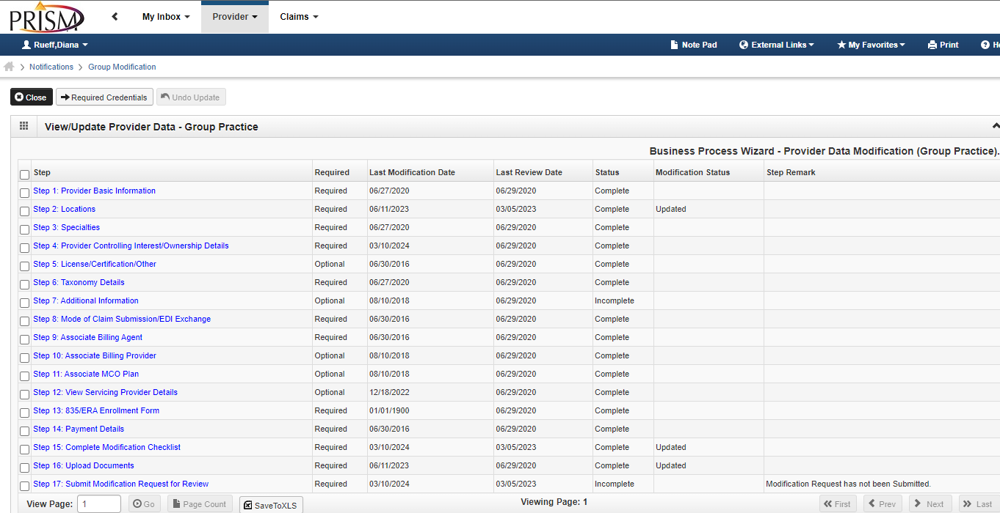 PRISM My Inbox Provider Claims
Rueff,Diana Note Pad External Links My Favorites Print
Notifications Group Modification
Close Required Credentials Undo Update
View/Update Provider Data - Group Practice
Business Process Wizard - Provider Data Modification (Group Practice).
Step Required Last Modification Date Last Review Date Status Modification Status Step Remark
Step 1: Provider Basic Information Required 06/27/2020 06/29/2020 Complete
Step 2: Locations Required 06/11/2023 03/05/2023 Complete Updated
Step 3: Specialties Required 06/27/2020 06/29/2020 Complete
Step 4: Provider Controlling Interest/Ownership Details Required 03/10/2024 06/29/2020 Complete
Step 5: License/Certification/Other Optional 06/30/2016 06/29/2020 Complete
Step 6: Taxonomy Details Required 06/27/2020 06/29/2020 Complete
Step 7: Additional Information Optional 08/10/2018 06/29/2020 Incomplete
Step 8: Mode of Claim Submission/EDI Exchange Required 06/30/2016 06/29/2020 Complete
Step 9: Associate Billing Agent Required 06/30/2016 06/29/2020 Complete
Step 10: Associate Billing Provider Optional 08/10/2018 06/29/2020 Complete
Step 11: Associate MCO Plan Optional 08/10/2018 06/29/2020 Complete
Step 12: View Servicing Provider Details Optional 12/18/2022 06/29/2020 Complete
Step 13: 835/ERA Enrollment Form Required 01/01/1900 06/29/2020 Complete
Step 14: Payment Details Required 06/30/2016 06/29/2020 Complete
Step 15: Complete Modification Checklist Required 03/10/2024 03/05/2023 Complete Updated
Step 16: Upload Documents Required 06/11/2023 06/29/2020 Complete Updated
Step 17: Submit Modification Request for Review Required 03/10/2024 03/05/2023 Incomplete Modification Request has not been Submitted.
View Page: 1 Go Page Count SaveToXLS Viewing Page: 1 First Prev Next Last